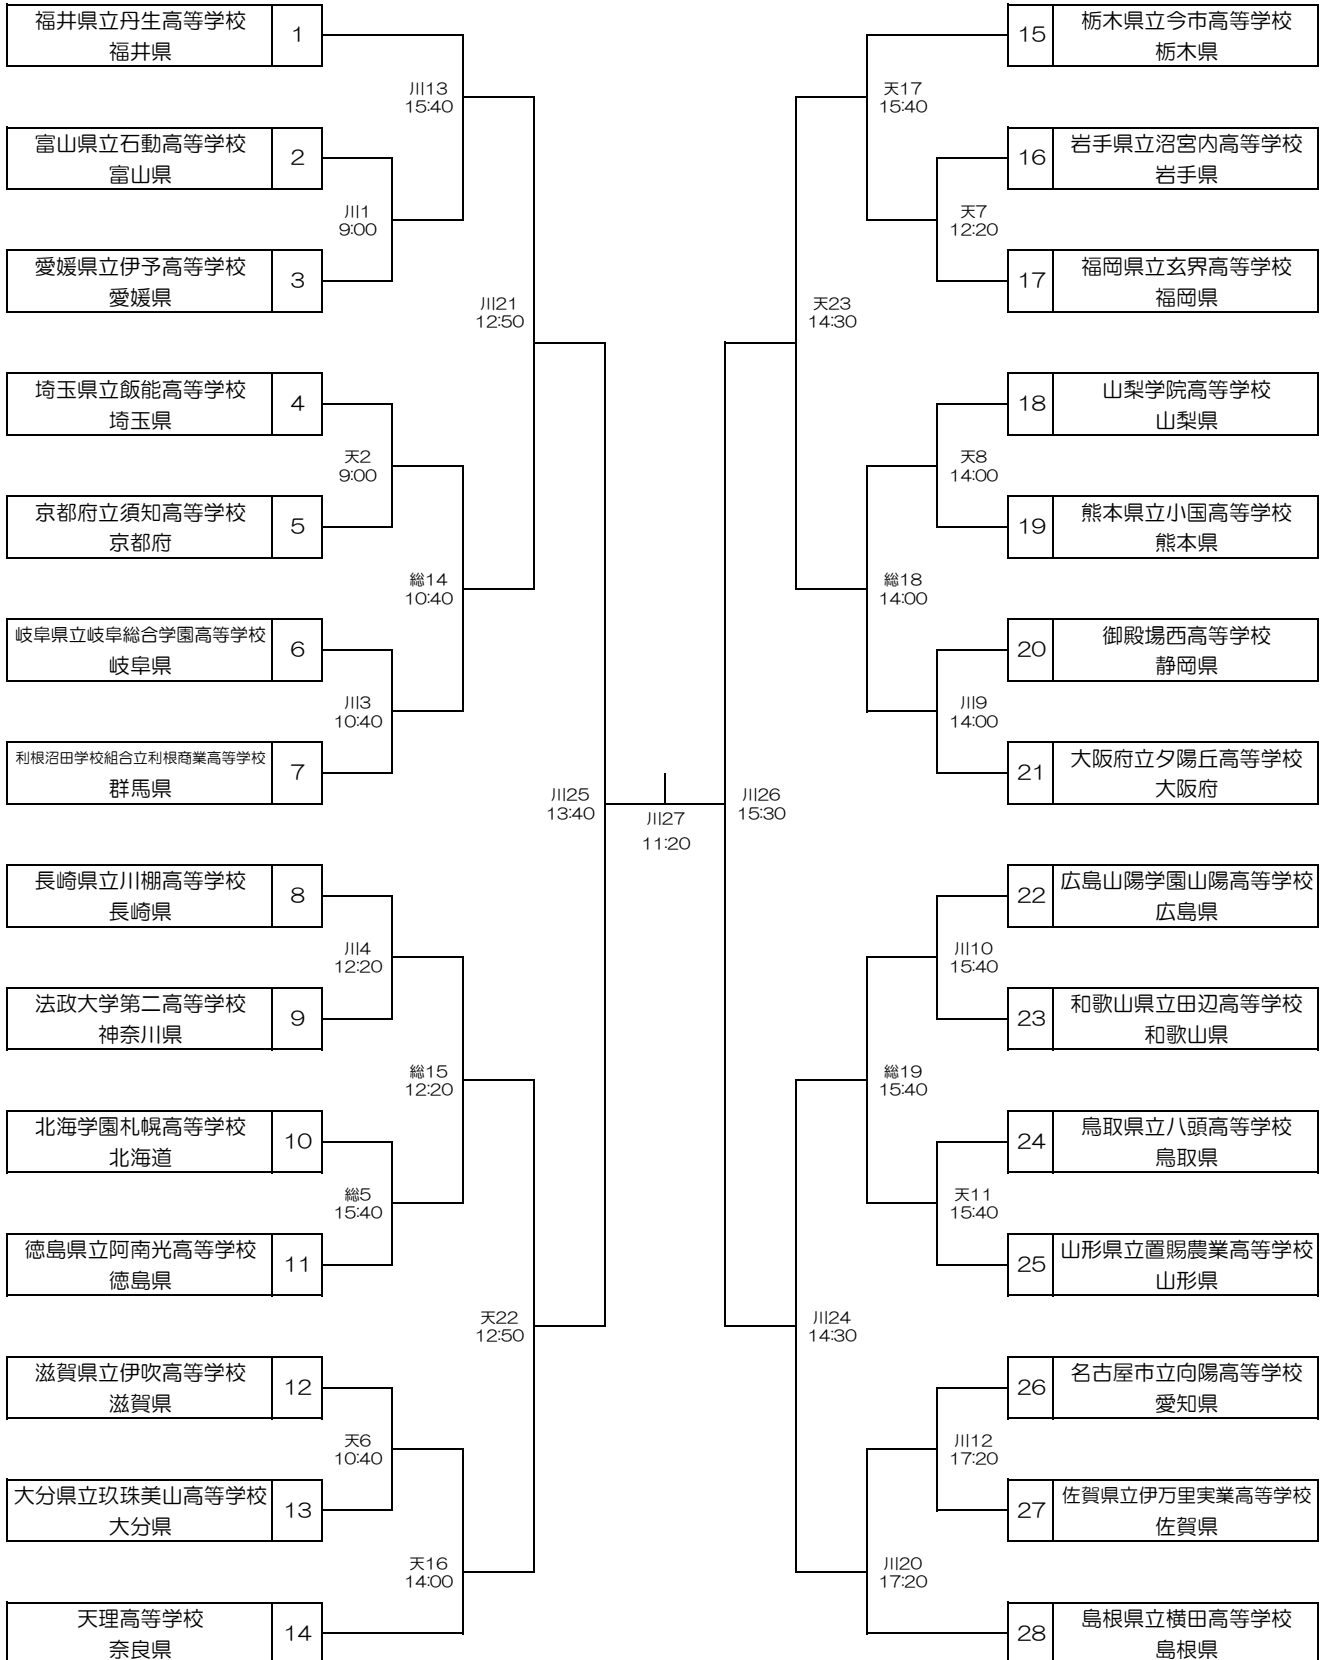 福井県立丹生高等学校
福井県
1
川13
15:40
富山県立石動高等学校
富山県
2
川1
9:00
愛媛県立伊予高等学校
愛媛県
3
川21
12:50
埼玉県立飯能高等学校
埼玉県
4
天2
9:00
京都府立須知高等学校
京都府
5
総14
10:40
岐阜県立岐阜総合学園高等学校
岐阜県
6
川3
10:40
利根沼田学校組合立利根商業高等学校
群馬県
7
川25
13:40
長崎県立川棚高等学校
長崎県
8
川4
12:20
法政大学第二高等学校
神奈川県
9
総15
12:20
北海学園札幌高等学校
北海道
10
総5
15:40
徳島県立阿南光高等学校
徳島県
11
天22
12:50
滋賀県立伊吹高等学校
滋賀県
12
天6
10:40
大分県立玖珠美山高等学校
大分県
13
天16
14:00
天理高等学校
奈良県
14
川27
11:20
15
栃木県立今市高等学校
栃木県
天17
15:40
16
岩手県立沼宮内高等学校
岩手県
天7
12:20
17
福岡県立玄界高等学校
福岡県
天23
14:30
18
山梨学院高等学校
山梨県
天8
14:00
19
熊本県立小国高等学校
熊本県
総18
14:00
20
御殿場西高等学校
静岡県
川9
14:00
21
大阪府立夕陽丘高等学校
大阪府
川26
15:30
22
広島山陽学園山陽高等学校
広島県
川10
15:40
23
和歌山県立田辺高等学校
和歌山県
総19
15:40
24
鳥取県立八頭高等学校
鳥取県
天11
15:40
25
山形県立置賜農業高等学校
山形県
川24
14:30
26
名古屋市立向陽高等学校
愛知県
川12
17:20
27
佐賀県立伊万里実業高等学校
佐賀県
川20
17:20
28
島根県立横田高等学校
島根県